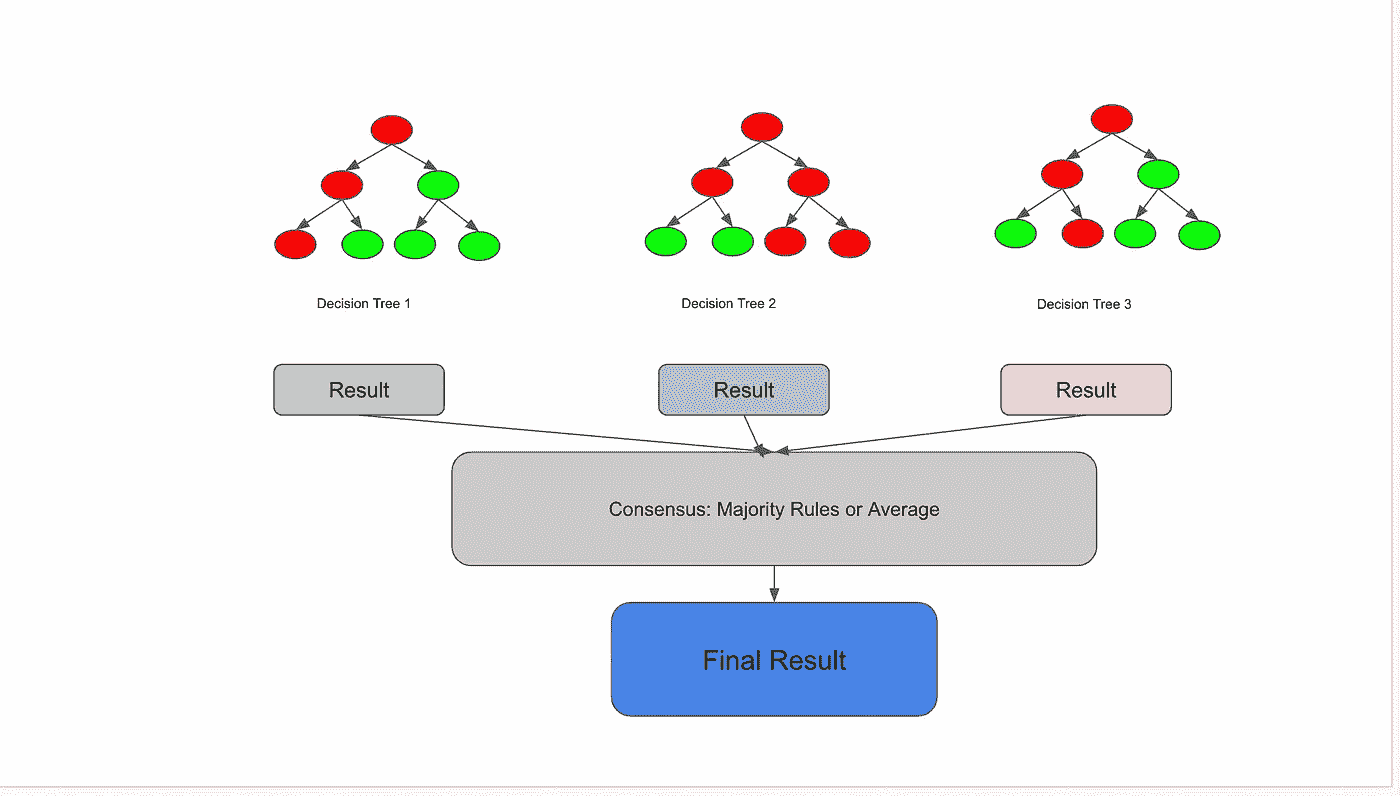 Decision Tree 1
Decision Tree 2
Decision Tree 3
Result
Result
Result
Consensus: Majority Rules or Average
Final Result